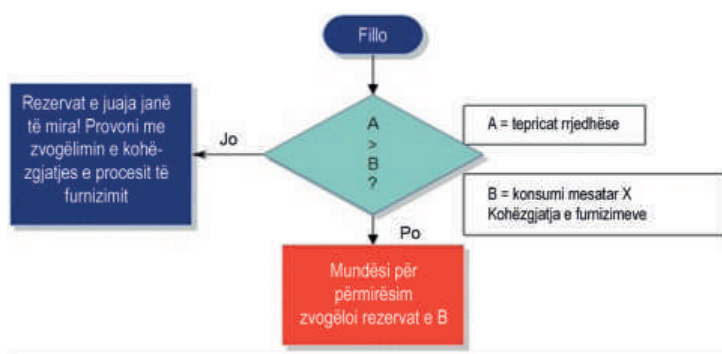 Fillo
Rezervat e juaja janë
të mira! Provoni me
zvogëlimin e kohë-
zgjatjes e procesit të
furnizimit
Jo
A
>
B
?
A = tepricat rrjedhëse
B = konsumi mesatar X
Kohëzgjatja e furnizimeve
Po
Mundësi për
përmirësim
zvogëloi rezervat e B